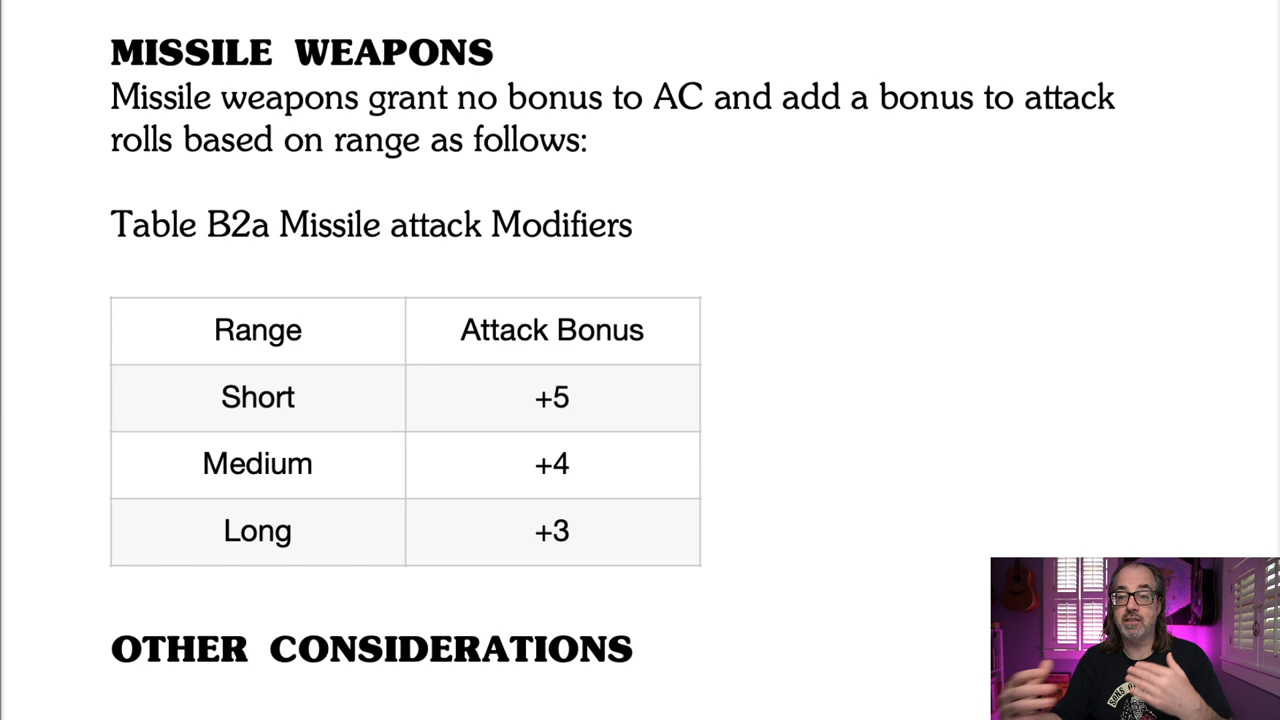 MISSILE WEAPONS
Missile weapons grant no bonus to AC and add a bonus to attack
rolls based on range as follows:
Table B2a Missile attack Modifiers
Range Attack Bonus
Short +5
Medium +4
Long +3
OTHER CONSIDERATIONS
SONS